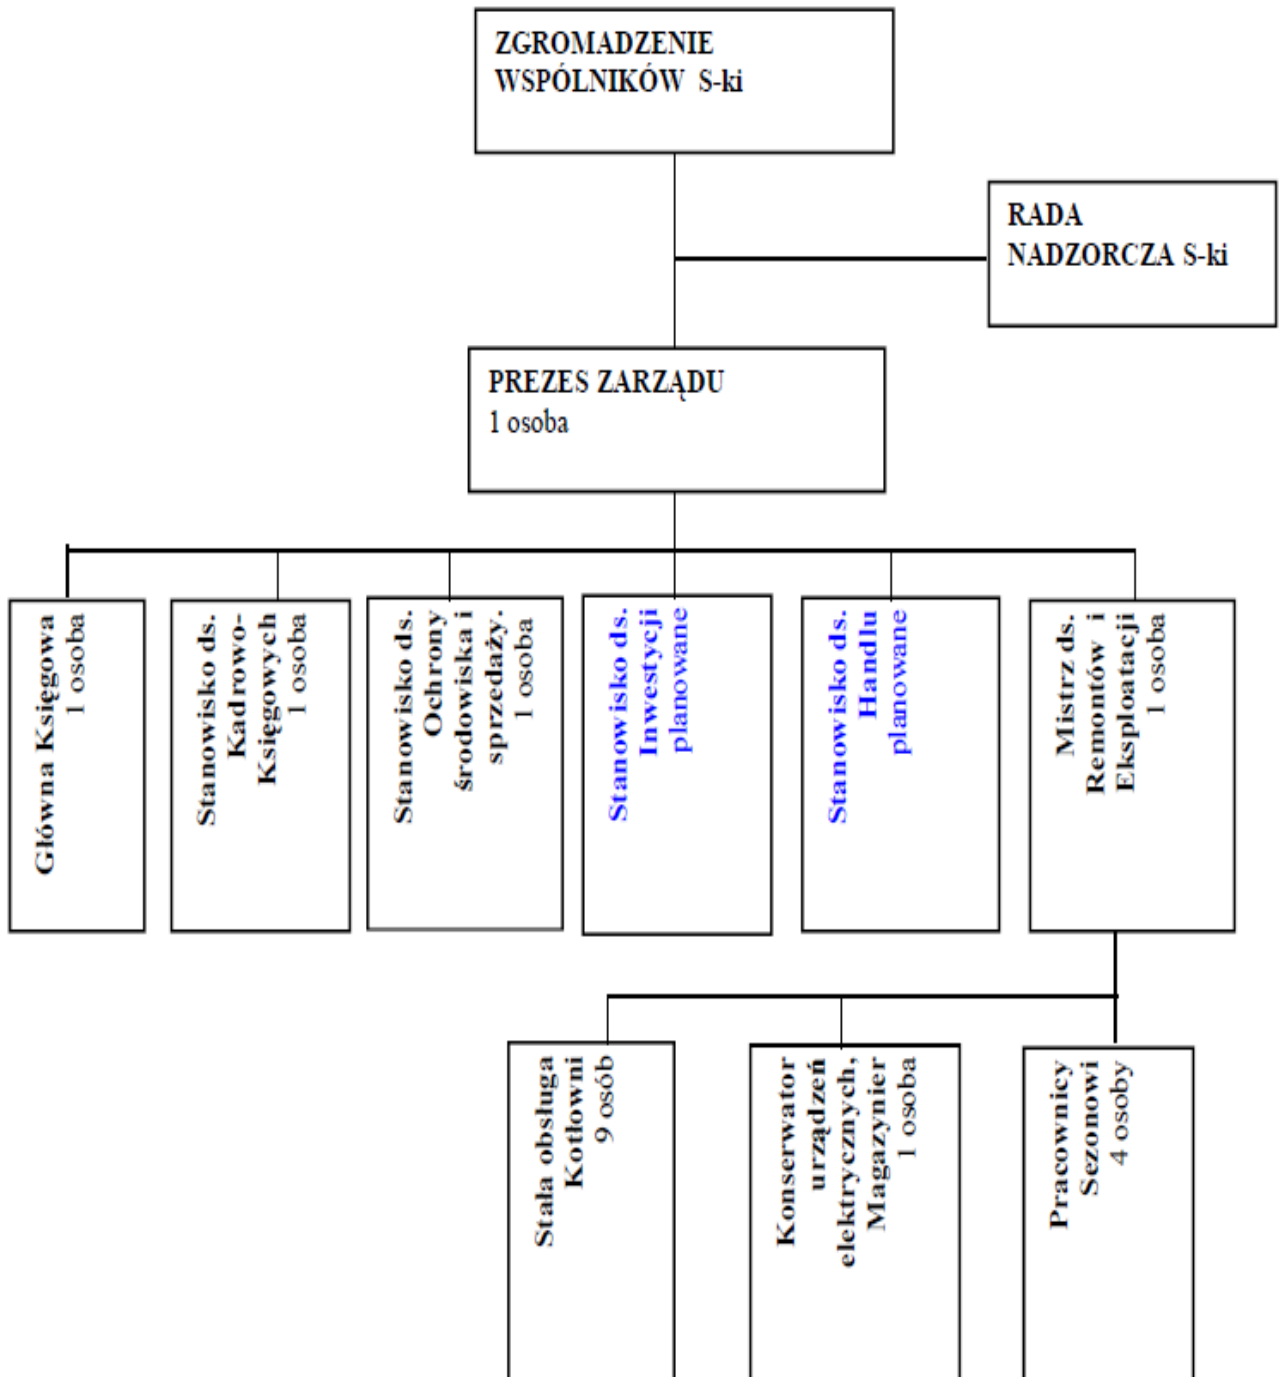 ZGROMADZENIE
WSPÓLNIKÓW S-ki
RADA
NADZORCZA S-ki
PREZES ZARZĄDU
1 osoba
Główna Księgowa
1 osoba
Stanowisko ds.
Kadrowo-
Księgowych
1 osoba
Stanowisko ds.
Ochrony
środowiska i
sprzedaży.
1 osoba
Stanowisko ds.
Inwestycji
planowane
Stanowisko ds.
Handlu
planowane
Mistrz ds.
Remontów i
Eksploatacji
1 osoba
Stała obsługa
Kotłowni
9 osób
Konserwator
urządzeń
elektrycznych,
Magazynier
1 osoba
Pracownicy
Sezonowi
4 osoby